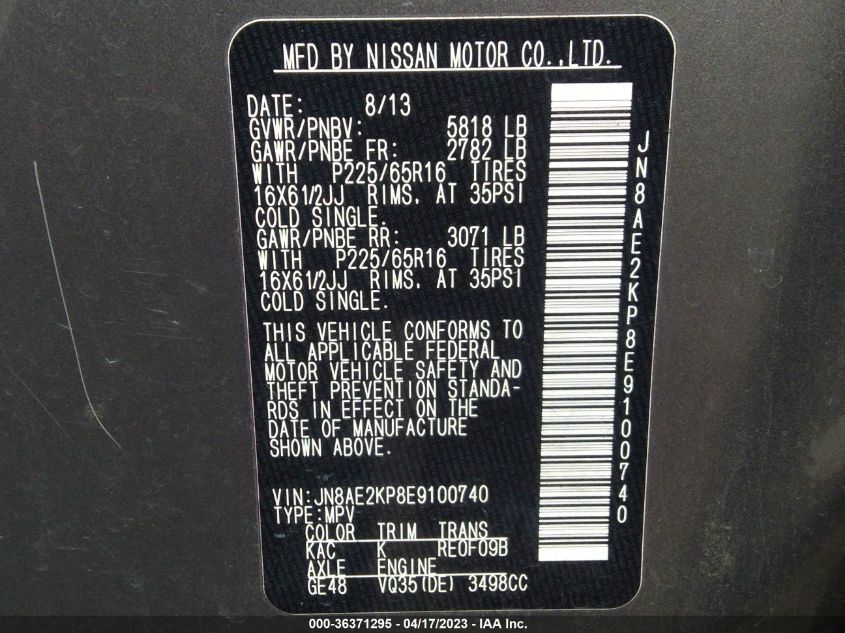 MFD BY NISSAN MOTOR CO.,LTD.
DATE: 8/13
GVWR/PNBV: 5818 LB
GAWR/PNBE FR: 2782 LB
WITH P225/65R16 TIRES
16X61/2JJ RIMS, AT 35PSI
COLD SINGLE.
GAWR/PNBE RR: 3071 LB
WITH P225/65R16 TIRES
16X61/2JJ RIMS, AT 35PSI
COLD SINGLE.
THIS VEHICLE CONFORMS TO
ALL APPLICABLE FEDERAL
MOTOR VEHICLE SAFETY AND
THEFT PREVENTION STANDA-
RDS IN EFFECT ON THE
DATE OF MANUFACTURE
SHOWN ABOVE.
VIN:JN8AE2KP8E9100740
TYPE:MPV
COLOR TRIM TRANS
KAC K RE0F09B
AXLE ENGINE
GE48 VQ35(DE) 3498CC
JN8AE2KP8E9100740
000-36371295 - 04/17/2023 - IAA Inc.